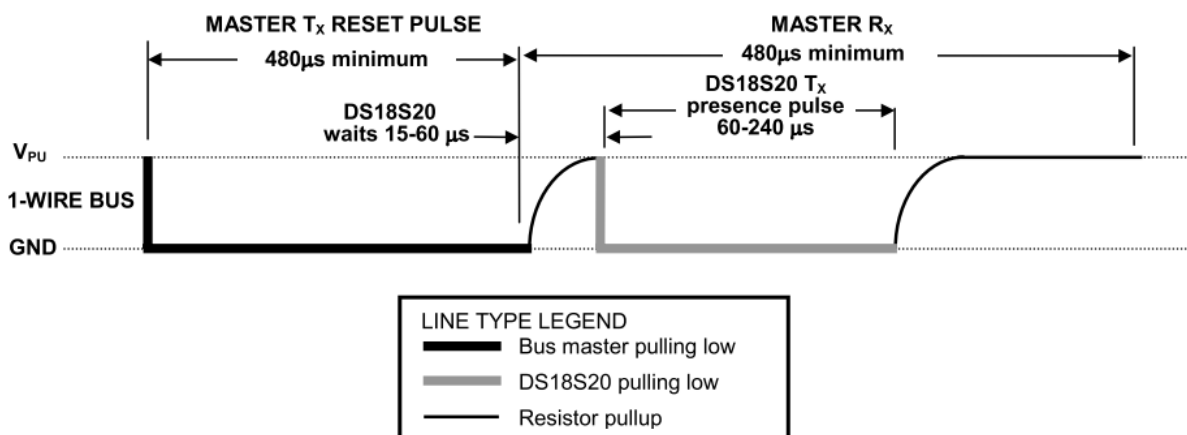 MASTER TX RESET PULSE
480µs minimum
MASTER RX
480µs minimum
DS18S20
waits 15-60 µs
DS18S20 TX
presence pulse
60-240 µs
VPU
1-WIRE BUS
GND
LINE TYPE LEGEND
Bus master pulling low
DS18S20 pulling low
Resistor pullup